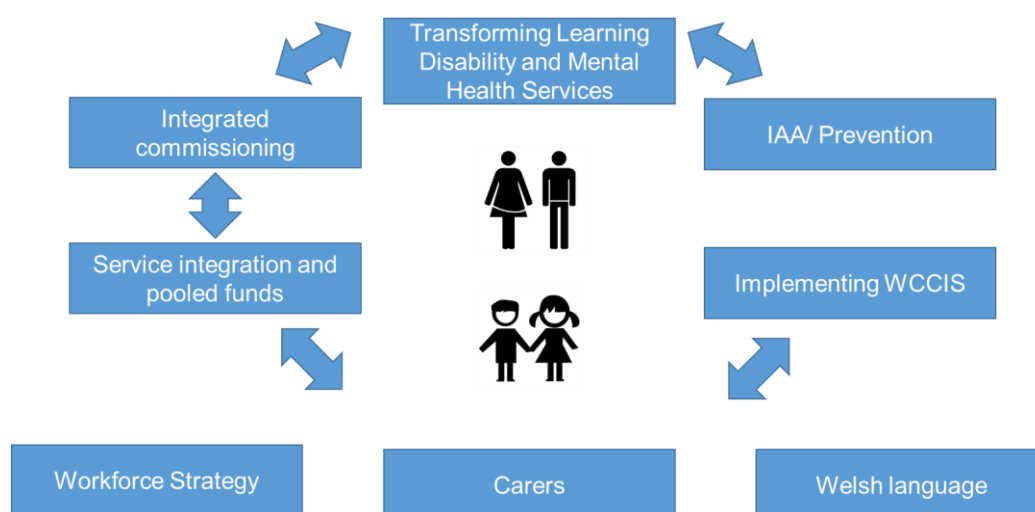 Transforming Learning
Disability and Mental
Health Services
Integrated
commissioning
IAA/ Prevention
Service integration and
pooled funds
Implementing WCCIS
Workforce Strategy
Carers
Welsh language